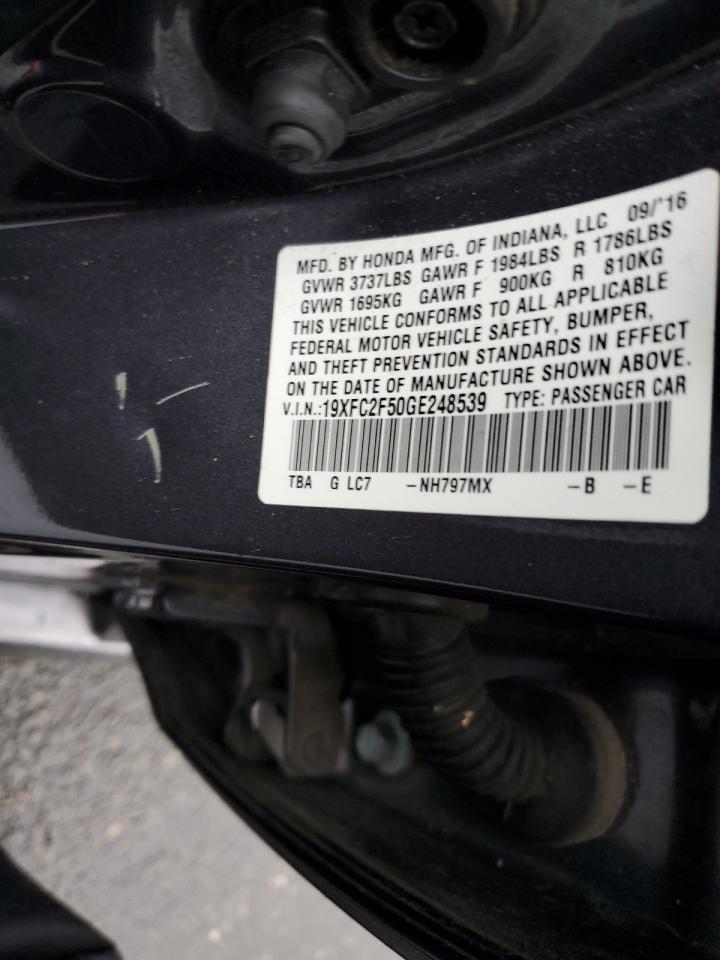 MFD. BY HONDA MFG. OF INDIANA, LLC 09/'16
GVWR 3737LBS GAWR F 1984LBS R 1786LBS
GVWR 1695KG GAWR F 900KG R 810KG
THIS VEHICLE CONFORMS TO ALL APPLICABLE
FEDERAL MOTOR VEHICLE SAFETY, BUMPER,
AND THEFT PREVENTION STANDARDS IN EFFECT
ON THE DATE OF MANUFACTURE SHOWN ABOVE.
V.I.N.:19XFC2F50GE248539 TYPE: PASSENGER CAR
TBA G LC7 -NH797MX -B -E